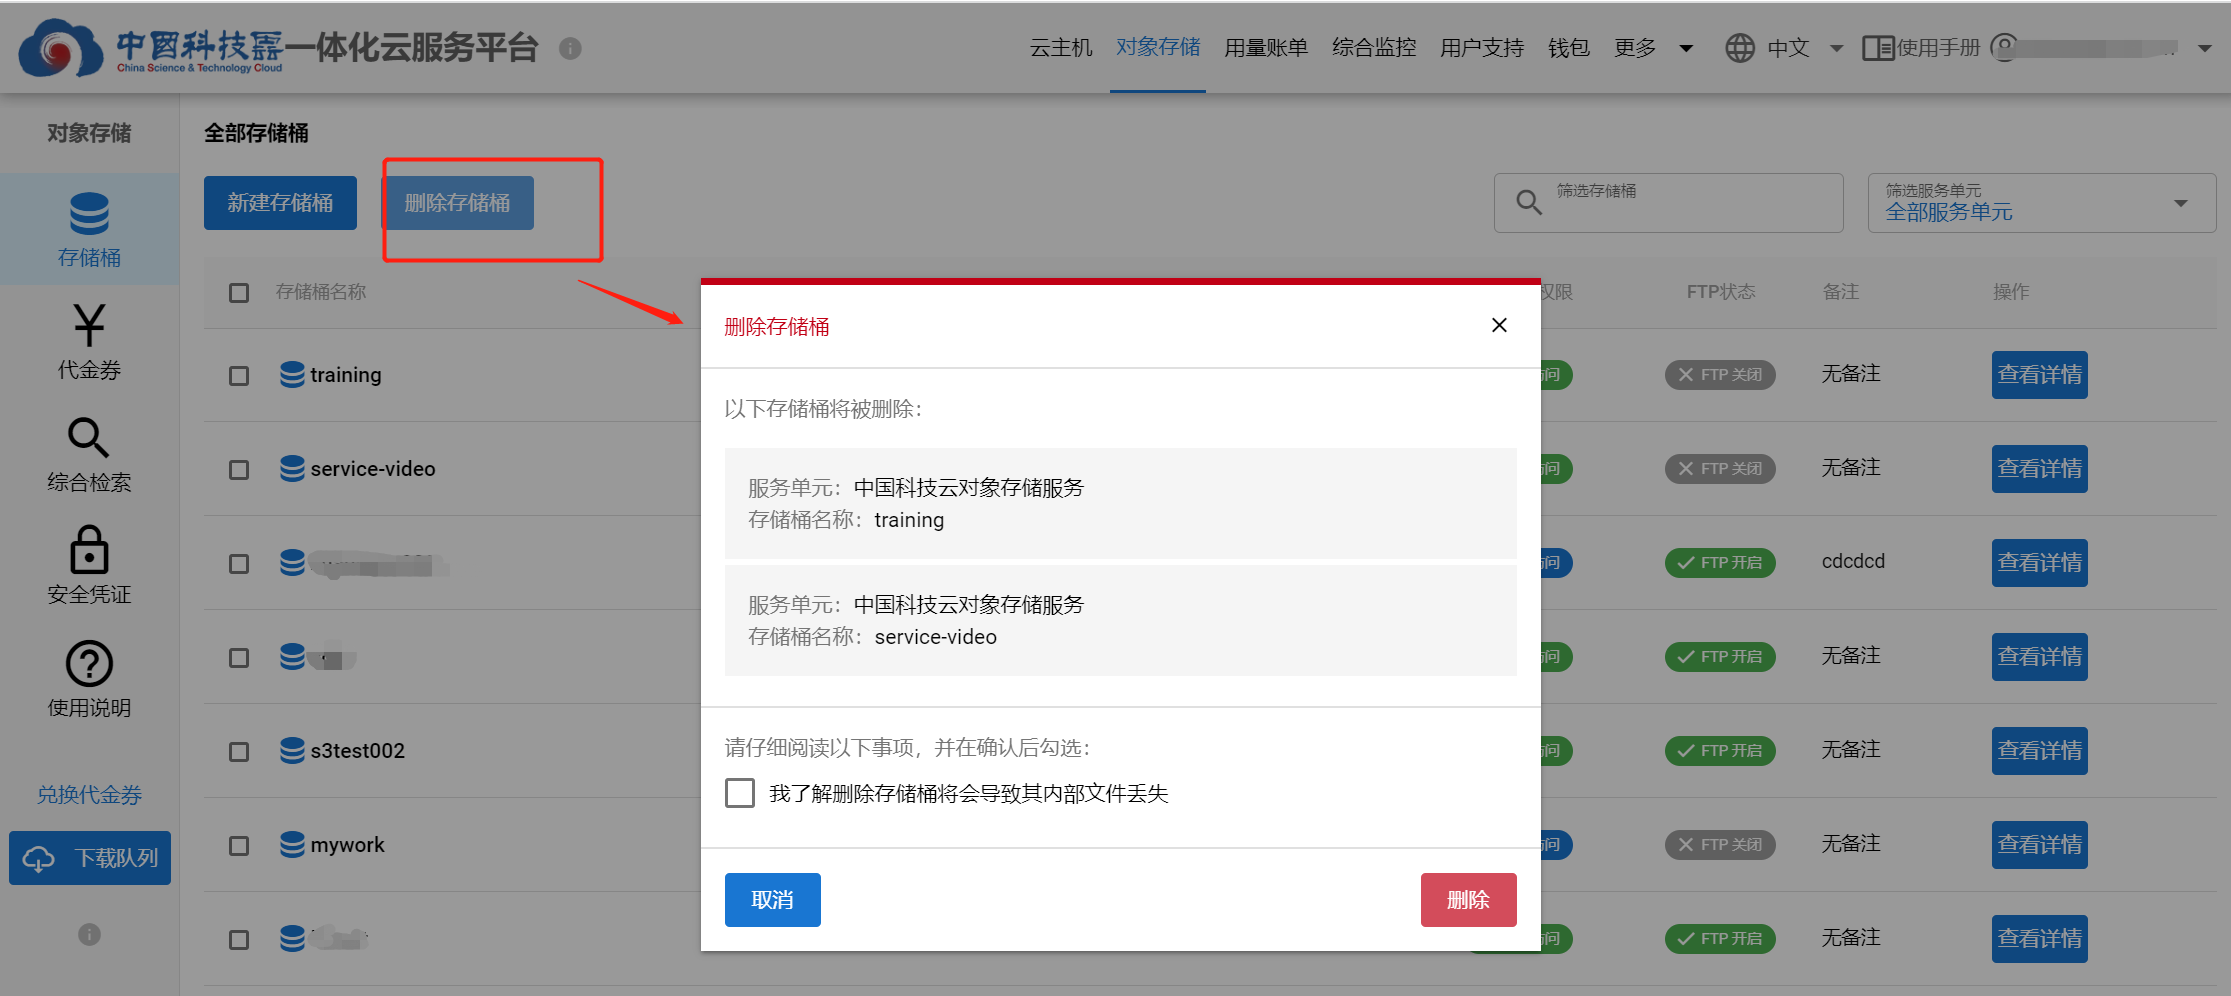 中国科技云
China Science & Technology Cloud
一体化云服务平台
云主机
对象存储
用量账单
综合监控
用户支持
钱包
更多
中文
使用手册
对象存储
存储桶
代金券
综合检索
安全凭证
使用说明
兑换代金券
下载队列
全部存储桶
新建存储桶
删除存储桶
筛选存储桶
筛选服务单元
全部服务单元
存储桶名称
权限
FTP状态
备注
操作
training
问
FTP 关闭
无备注
查看详情
service-video
问
FTP 关闭
无备注
查看详情
问
FTP 开启
cdcdcd
查看详情
问
FTP 开启
无备注
查看详情
s3test002
问
FTP 开启
无备注
查看详情
mywork
问
FTP 关闭
无备注
查看详情
问
FTP 开启
无备注
查看详情
删除存储桶
以下存储桶将被删除：
服务单元：中国科技云对象存储服务
存储桶名称：training
服务单元：中国科技云对象存储服务
存储桶名称：service-video
请仔细阅读以下事项，并在确认后勾选：
我了解删除存储桶将会导致其内部文件丢失
取消
删除